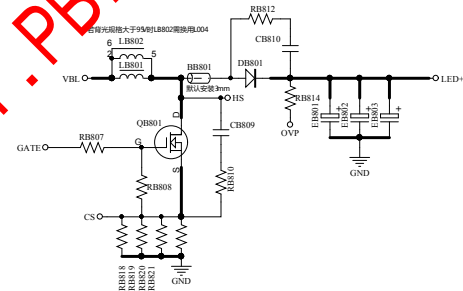 PB
若背光规格大于95V时LB802需换用L004
RB812
6 LB802
2 5
CB810
LB801
BB801
DB801
VBL
LED+
默认安装3mm
HS
RB814
EB801
EB802
EB803
+
+
+
D
QB801
OVP
CB809
RB807
GATE
G
GND
S
RB810
RB808
CS
RB818
RB819
RB820
RB821
GND